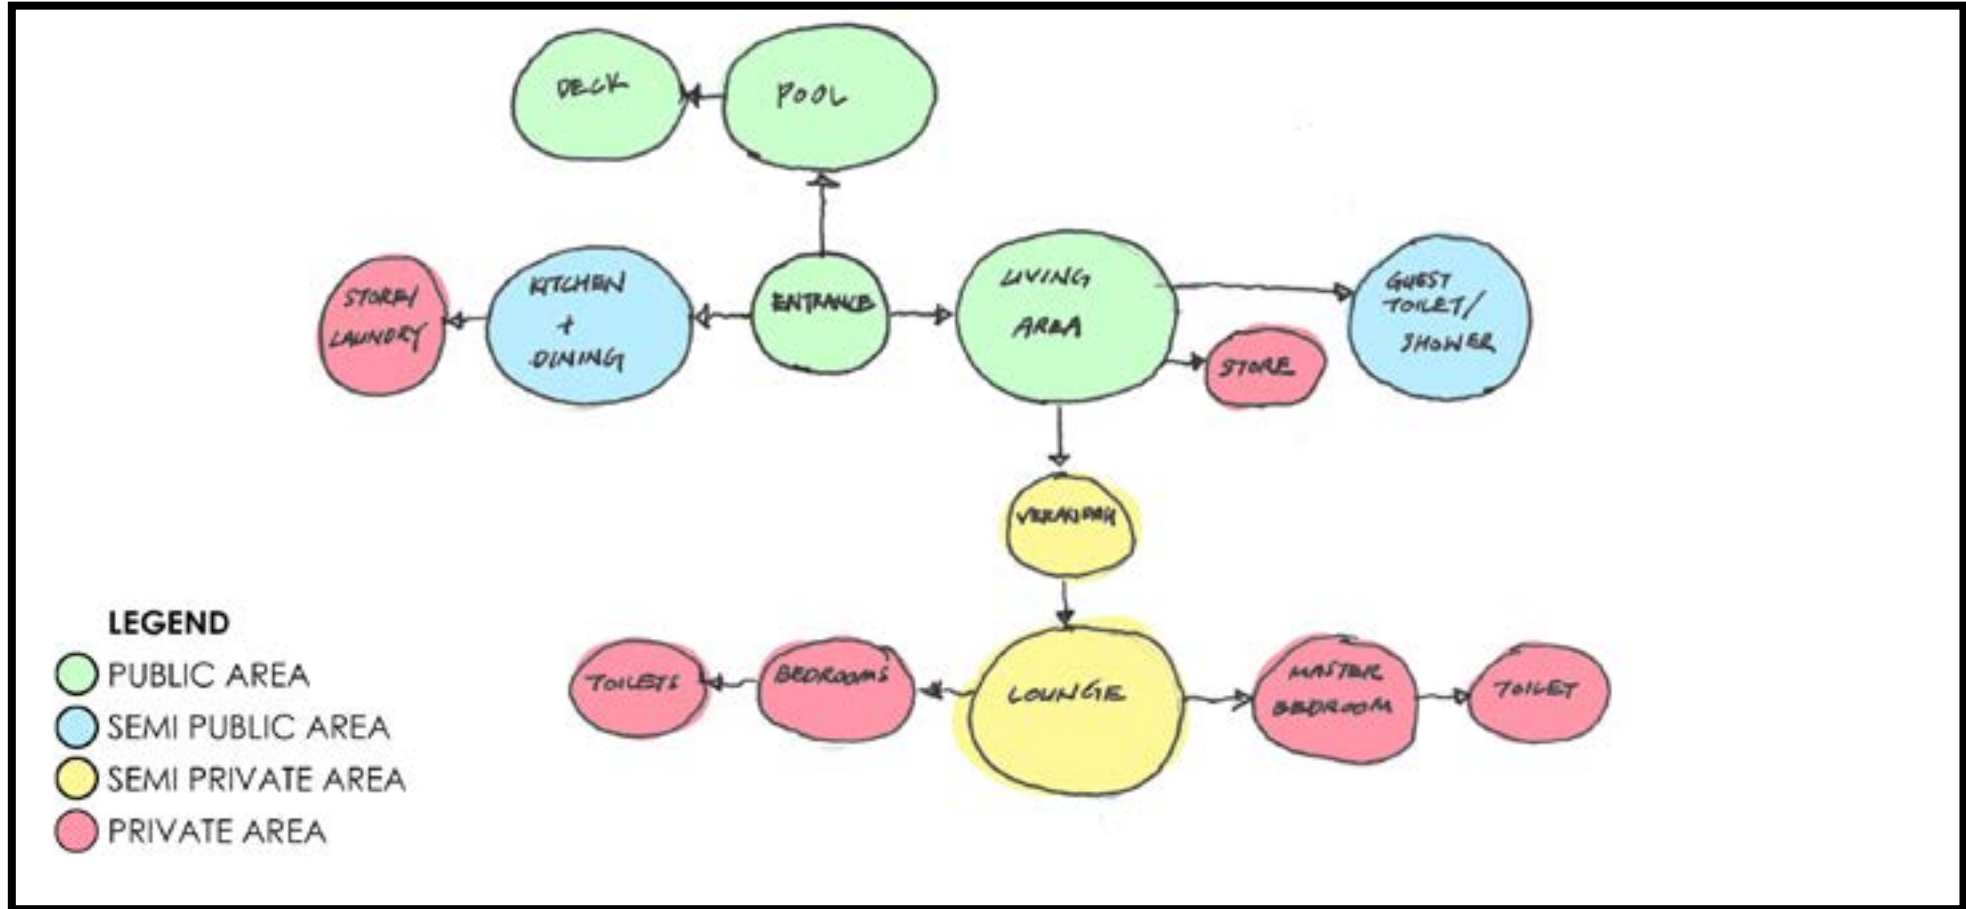 DECK
POOL
STORE/
LAUNDRY
KITCHEN
+
DINING
ENTRANCE
LIVING
AREA
GUEST
TOILET/
SHOWER
STORE
VERANDAH
LOUNGE
BEDROOMS
TOILETS
MASTER
BEDROOM
TOILET
LEGEND
PUBLIC AREA
SEMI PUBLIC AREA
SEMI PRIVATE AREA
PRIVATE AREA